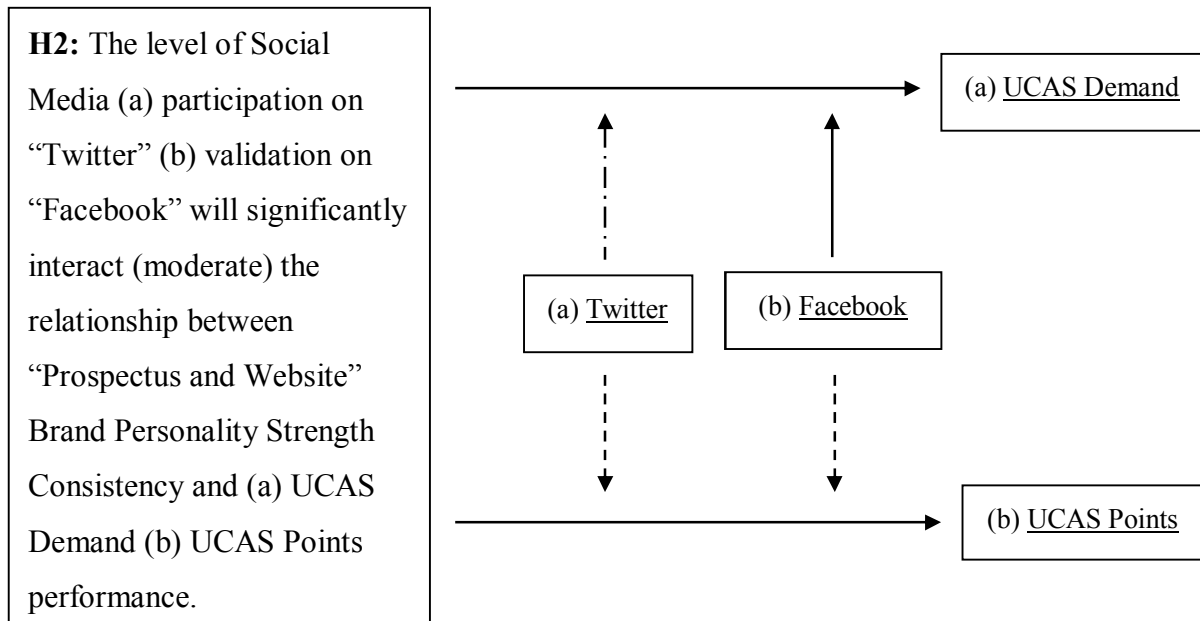 H2: The level of Social
Media (a) participation on
“Twitter” (b) validation on
“Facebook” will significantly
interact (moderate) the
relationship between
“Prospectus and Website”
Brand Personality Strength
Consistency and (a) UCAS
Demand (b) UCAS Points
performance.
(a) UCAS Demand
(a) Twitter
(b) Facebook
(b) UCAS Points